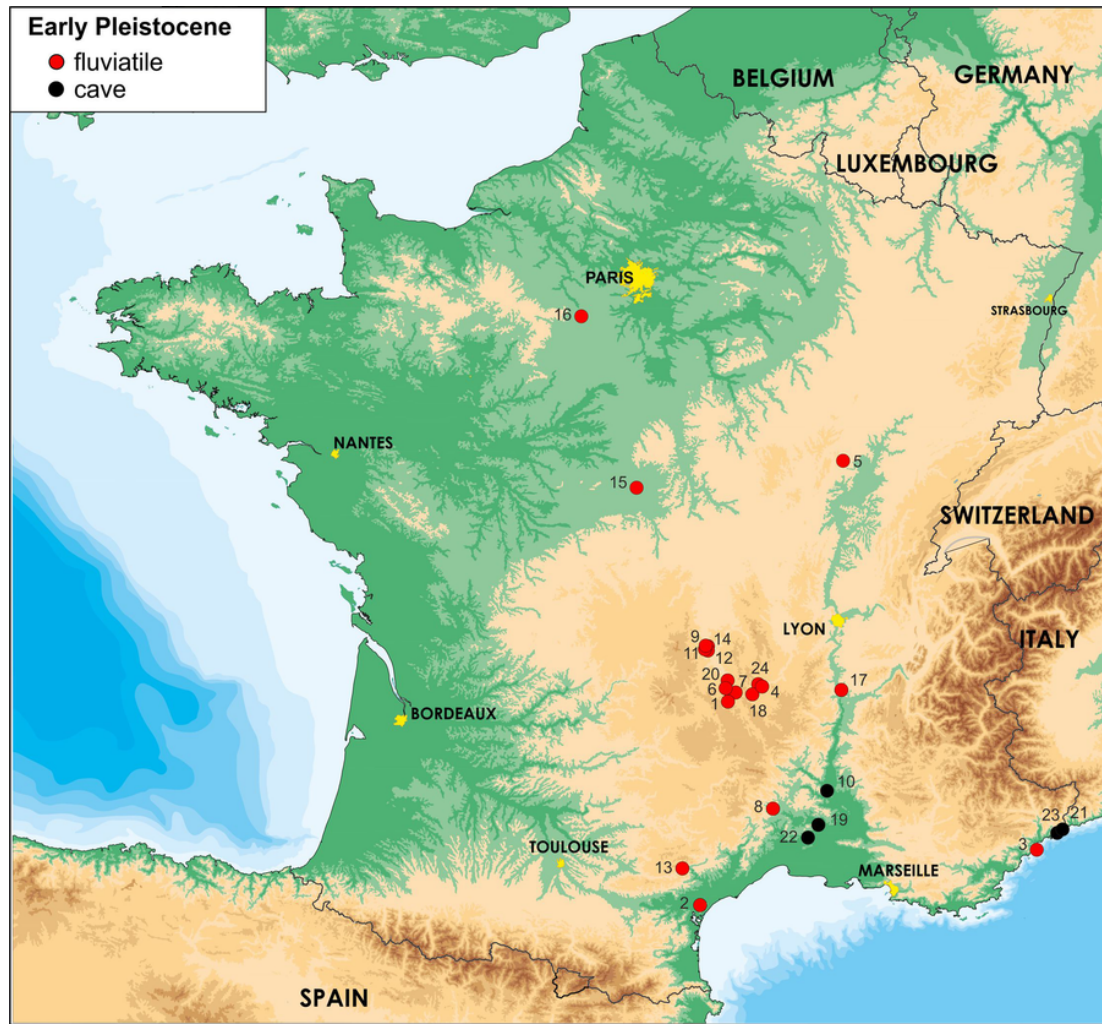 Early Pleistocene
fluviatile
cave
BELGIUM
GERMANY
LUXEMBOURG
PARIS
STRASBOURG
16
NANTES
5
15
SWITZERLAND
LYON
ITALY
9
14
11
12
20
7
24
17
6
4
1
18
BORDEAUX
10
8
19
23
21
22
TOULOUSE
3
13
MARSEILLE
2
SPAIN